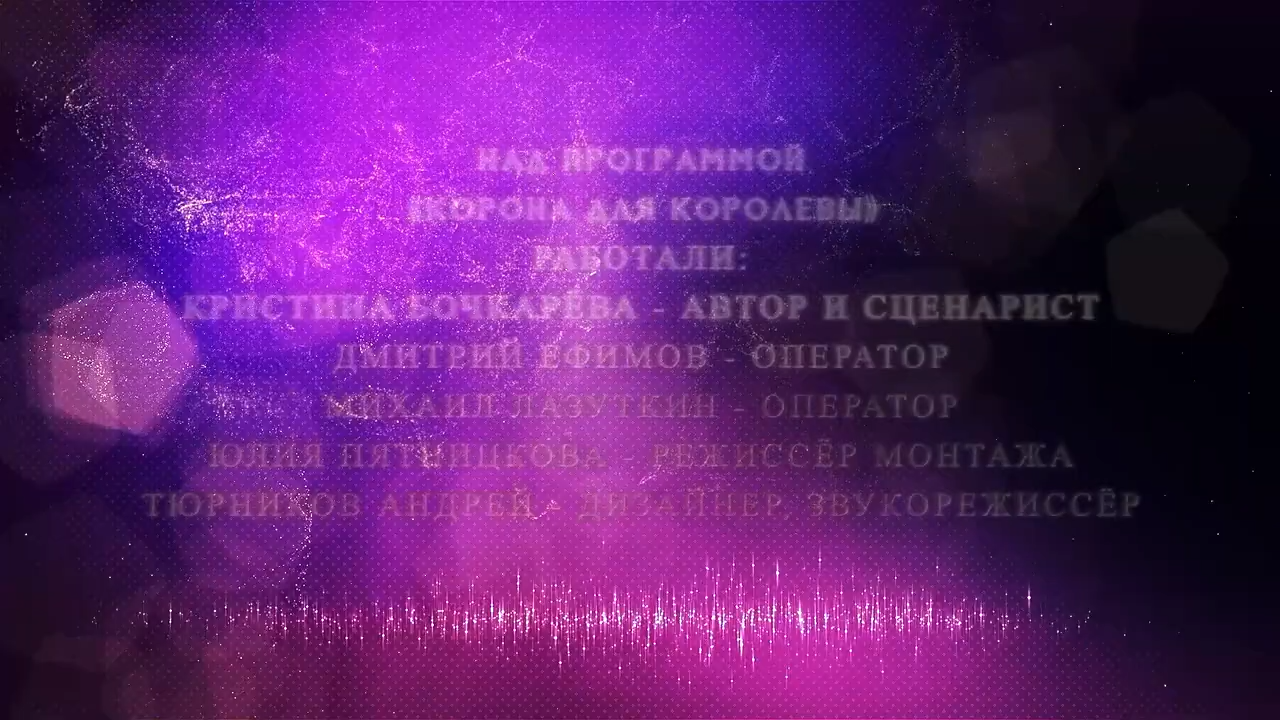 НАД ПРОГРАММОЙ
«КОРОНА ДЛЯ КОРОЛЕВЫ»
РАБОТАЛИ:
КРИСТИНА БОЧКАРЁВА - АВТОР И СЦЕНАРИСТ
ДМИТРИЙ ЕФИМОВ - ОПЕРАТОР
МИХАИЛ ЛАЗУТКИН - ОПЕРАТОР
ЮЛИЯ ПЯТНИЦКОВА - РЕЖИССЁР МОНТАЖА
ТЮРНИКОВ АНДРЕЙ - ДИЗАЙНЕР, ЗВУКОРЕЖИССЁР